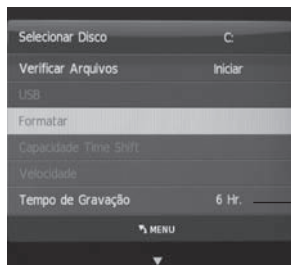 Selecionar Disco C:
Verificar Arquivos Iniciar
USB
Formatar
Capacidade Time Shift
Velocidade
Tempo de Gravação 6 Hr.
MENU